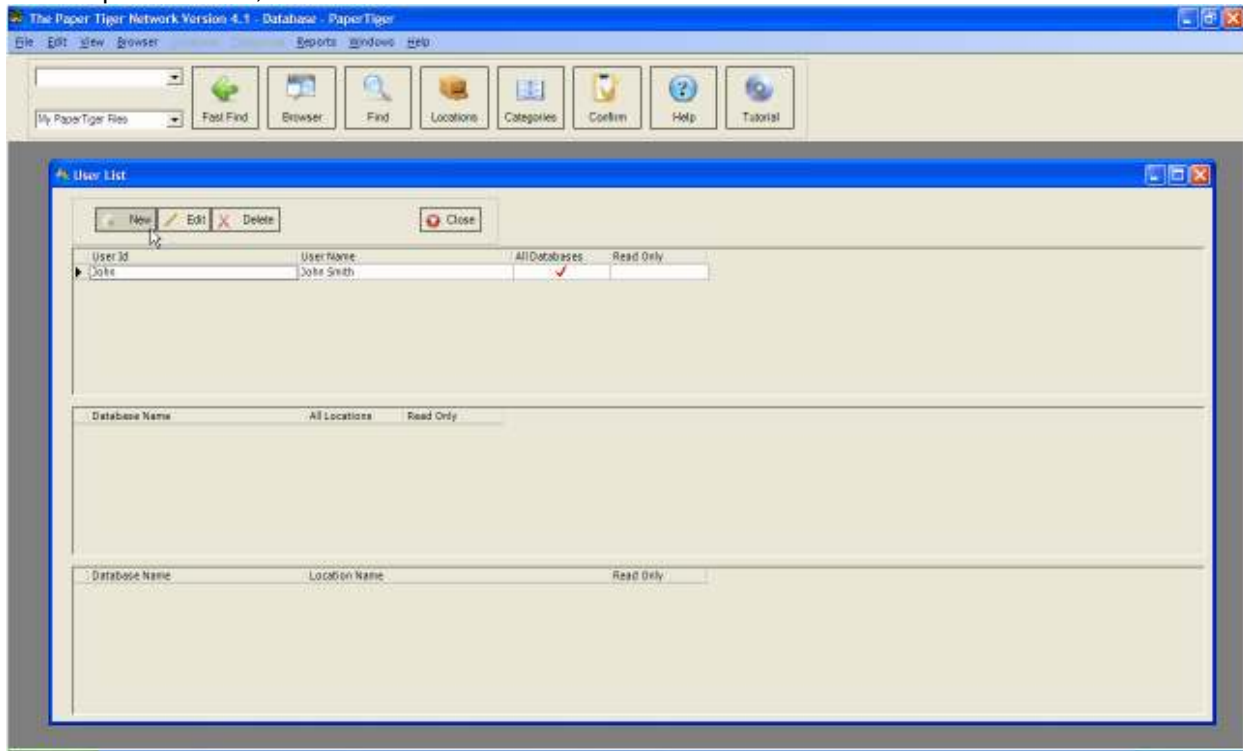 The Paper Tiger Network Version 4.1 - Database - PaperTiger
File Edit View Browser Reports Windows Help
My PaperTiger Files
Fast Find Browser Find Locations Categories Confirm Help Tutorial
User List
New Edit Delete Close
User Id User Name All Databases Read Only
John John Smith
Database Name All Locations Read Only
Database Name Location Name Read Only